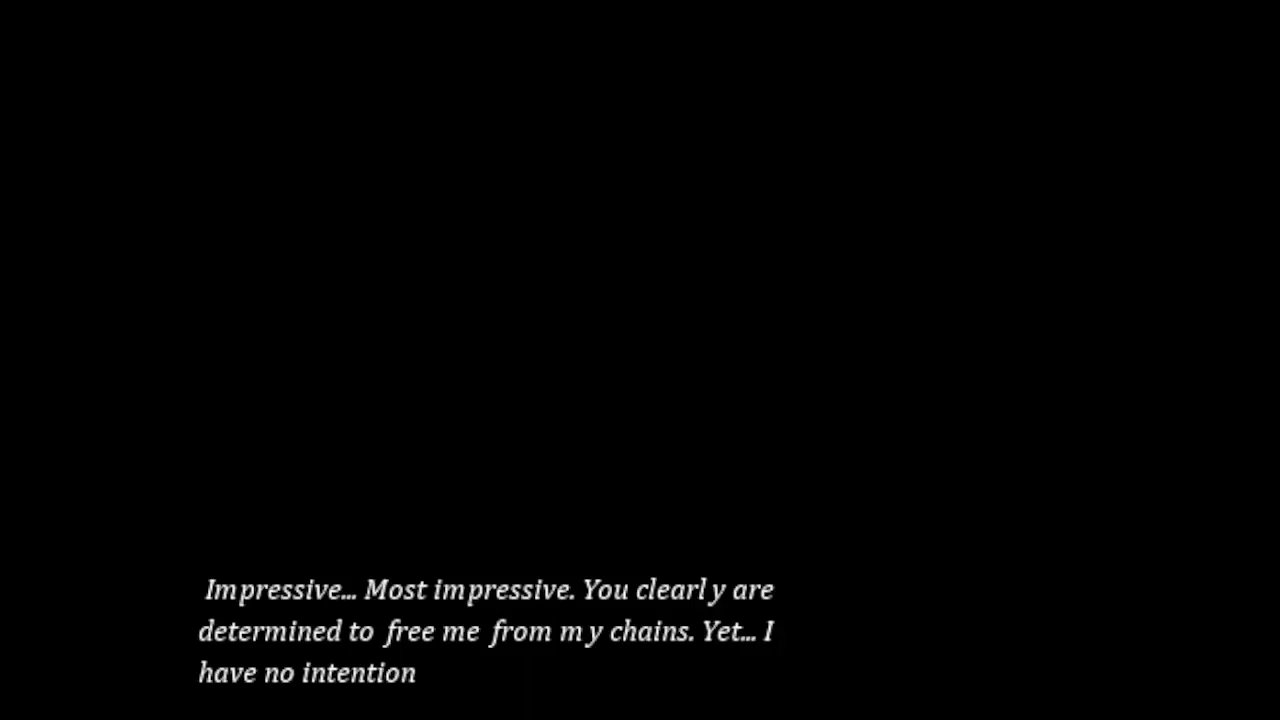 Impressive... Most impressive. You clearly are
determined to free me from my chains. Yet... I
have no intention